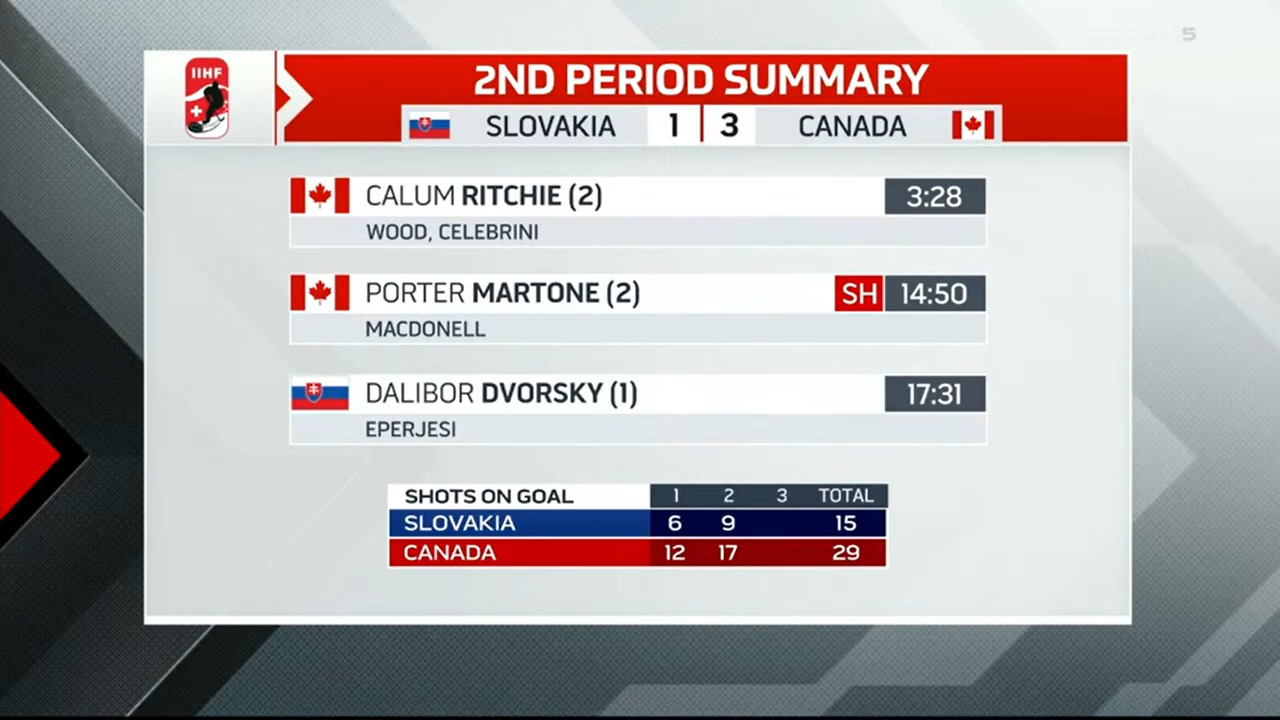 5
IIHF
2ND PERIOD SUMMARY
SLOVAKIA 1 3 CANADA
CALUM RITCHIE (2) 3:28
WOOD, CELEBRINI
PORTER MARTONE (2) SH 14:50
MACDONELL
DALIBOR DVORSKY (1) 17:31
EPERJESI
SHOTS ON GOAL 1 2 3 TOTAL
SLOVAKIA 6 9 15
CANADA 12 17 29